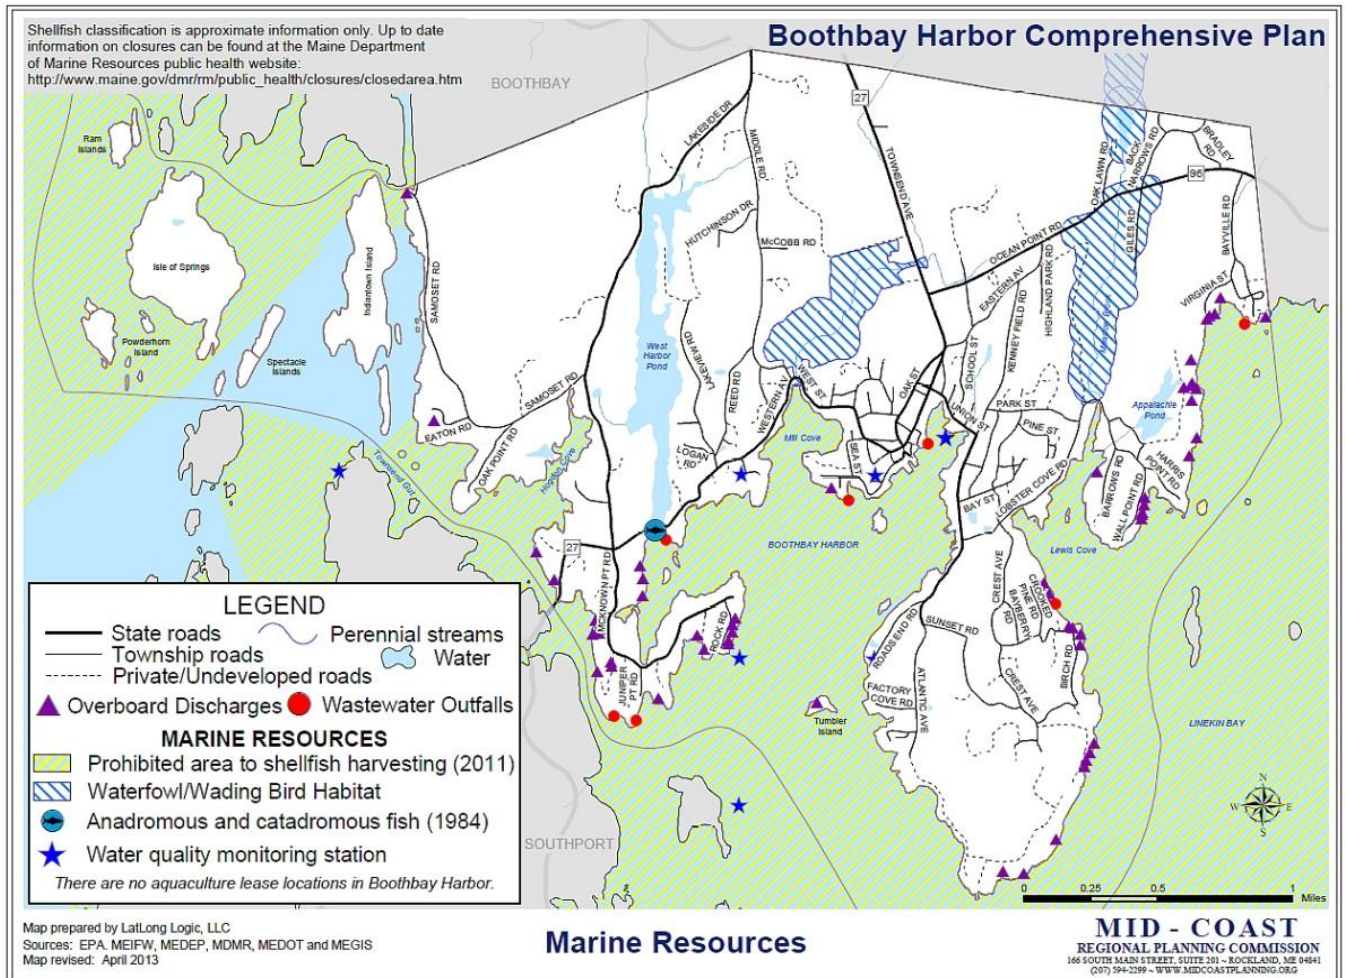 Shellfish classification is approximate information only. Up to date
information on closures can be found at the Maine Department
of Marine Resources public health website:
http://www.maine.gov/dmr/rm/public_health/closures/closedarea.htm
Boothbay Harbor Comprehensive Plan
BOOTHBAY
Ram
Islands
Isle of Springs
Indiantown Island
Powderhorn
Island
Spectacle
Islands
SAMOSET RD
SAMOSET RD
EATON RD
OAK POINT RD
Townsend Gut
Hodgdon Cove
LAKESIDE DR
MIDDLE RD
HUTCHINSON DR
McCOBB RD
West
Harbor
Pond
LAKEVIEW RD
REED RD
WESTERN AV
LOGAN
RD
27
TOWNSEND AVE
OAK LAWN RD
BACK
NARROWS RD
BRADLEY
RD
96
OCEAN POINT RD
GILES RD
BAYVILLE RD
VIRGINIA ST
EASTERN AV
HIGHLAND PARK RD
KENNEY FIELD RD
SCHOOL ST
OAK ST
WEST ST
UNION ST
PARK ST
PINE ST
SEA ST
Mill Cove
Appalachie
Pond
HARRIS
POINT RD
BARROWS RD
WALL POINT RD
BAY ST
LOBSTER COVE RD
BOOTHBAY HARBOR
Lewis Cove
27
MCKNOWN PT RD
ROCK RD
JUNIPER
PT RD
CREST AVE
CROOKED
PINE RD
BAYBERRY
RD
SUNSET RD
ROADS END RD
BIRCH RD
CREST AVE
FACTORY
COVE RD
ATLANTIC AVE
Tumbler
Island
LINEKIN BAY
SOUTHPORT
LEGEND
State roads
Perennial streams
Township roads
Water
Private/Undeveloped roads
Overboard Discharges
Wastewater Outfalls
MARINE RESOURCES
Prohibited area to shellfish harvesting (2011)
Waterfowl/Wading Bird Habitat
Anadromous and catadromous fish (1984)
Water quality monitoring station
There are no aquaculture lease locations in Boothbay Harbor.
N
W
E
S
0 0.25 0.5 1
Miles
Map prepared by LatLong Logic, LLC
Sources: EPA. MEIFW, MEDEP, MDMR, MEDOT and MEGIS
Map revised: April 2013
Marine Resources
MID - COAST
REGIONAL PLANNING COMMISSION
166 SOUTH MAIN STREET, SUITE 201 ~ ROCKLAND, ME 04841
(207) 594-2299 ~ WWW.MIDCOASTPLANNING.ORG